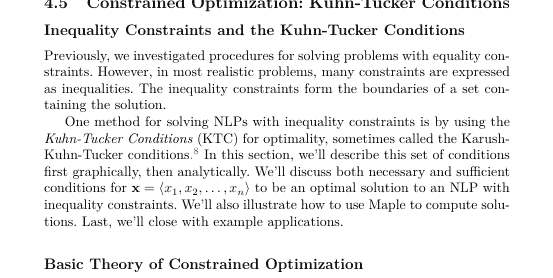 4.5 Constrained Optimization: Kuhn-Tucker Conditions
Inequality Constraints and the Kuhn-Tucker Conditions
Previously, we investigated procedures for solving problems with equality con-
straints. However, in most realistic problems, many constraints are expressed
as inequalities. The inequality constraints form the boundaries of a set con-
taining the solution.
One method for solving NLPs with inequality constraints is by using the
Kuhn-Tucker Conditions (KTC) for optimality, sometimes called the Karush-
Kuhn-Tucker conditions.⁸ In this section, we'll describe this set of conditions
first graphically, then analytically. We'll discuss both necessary and sufficient
conditions for x = ⟨x₁, x₂, . . . , xₙ⟩ to be an optimal solution to an NLP with
inequality constraints. We'll also illustrate how to use Maple to compute solu-
tions. Last, we'll close with example applications.
Basic Theory of Constrained Optimization